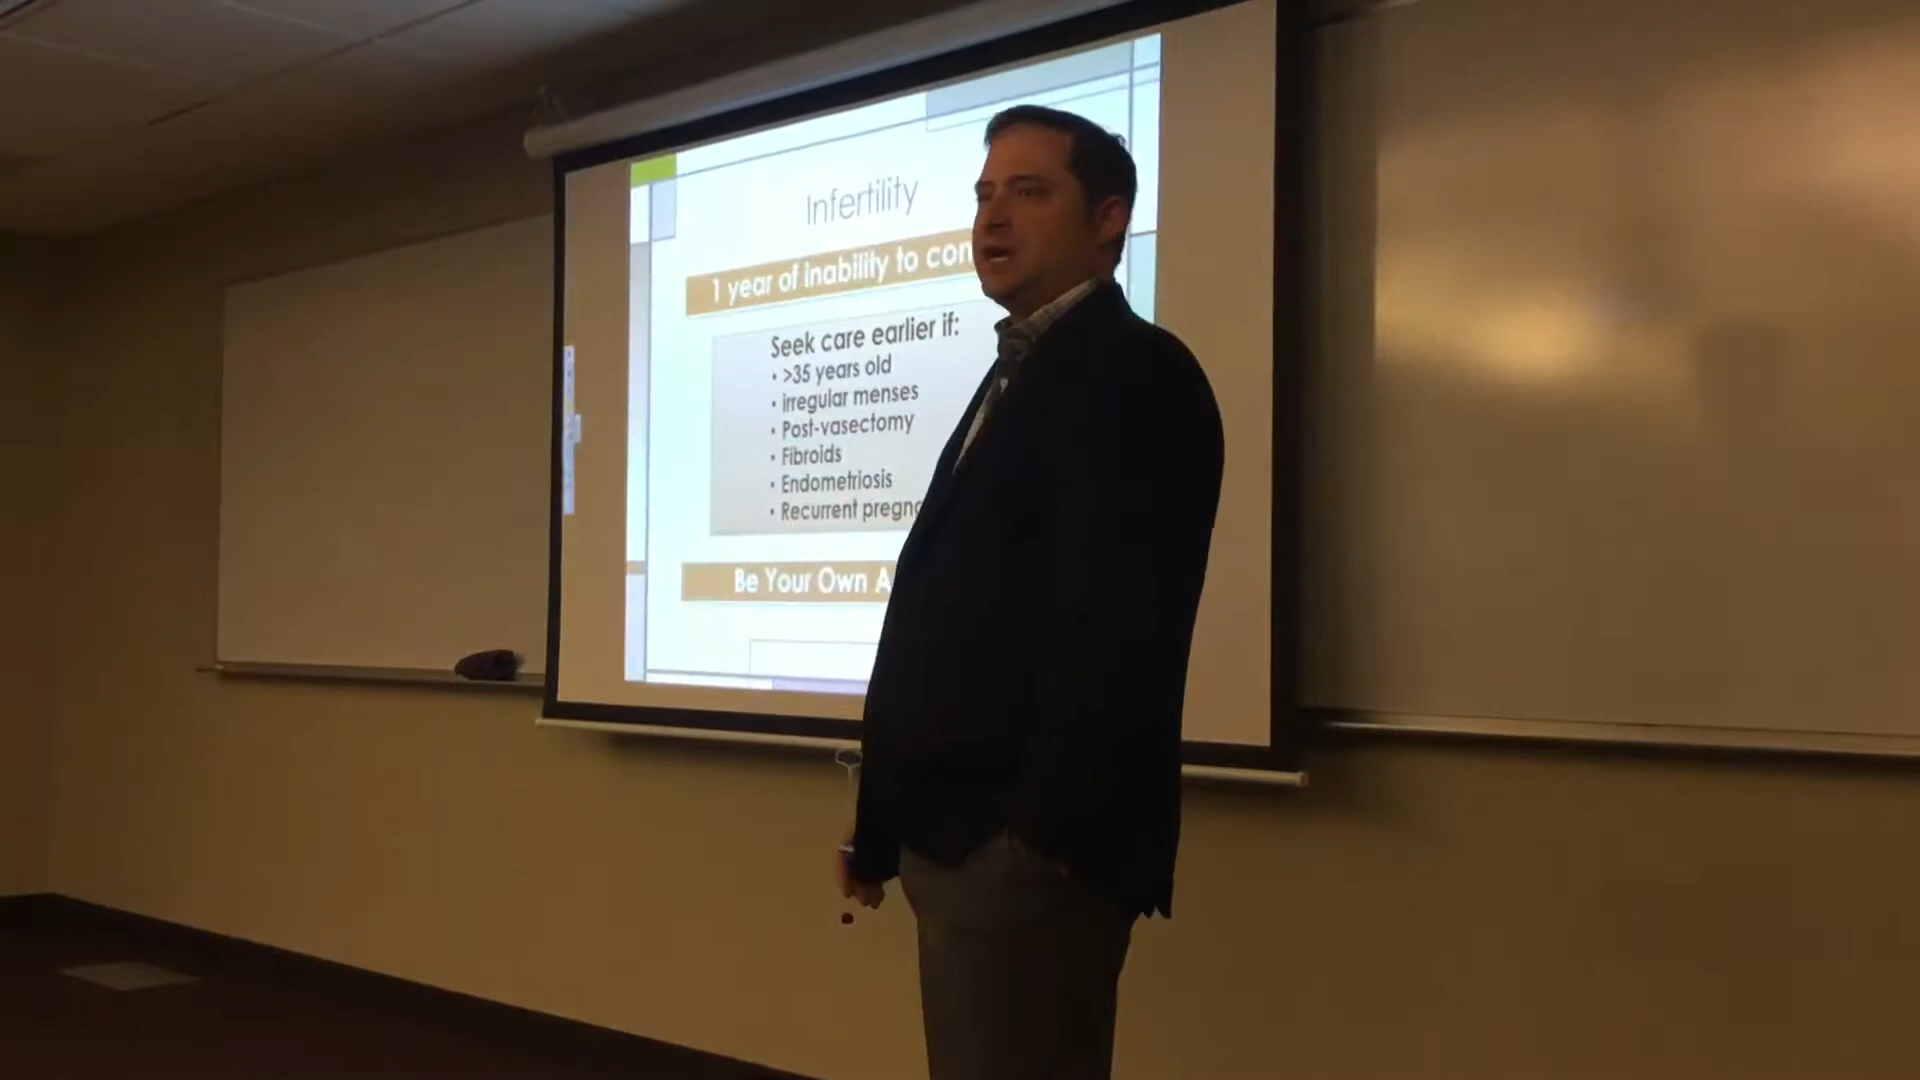 Infertility
1 year of inability to con
Seek care earlier if:
• >35 years old
• irregular menses
• Post-vasectomy
• Fibroids
• Endometriosis
• Recurrent pregna
Be Your Own A